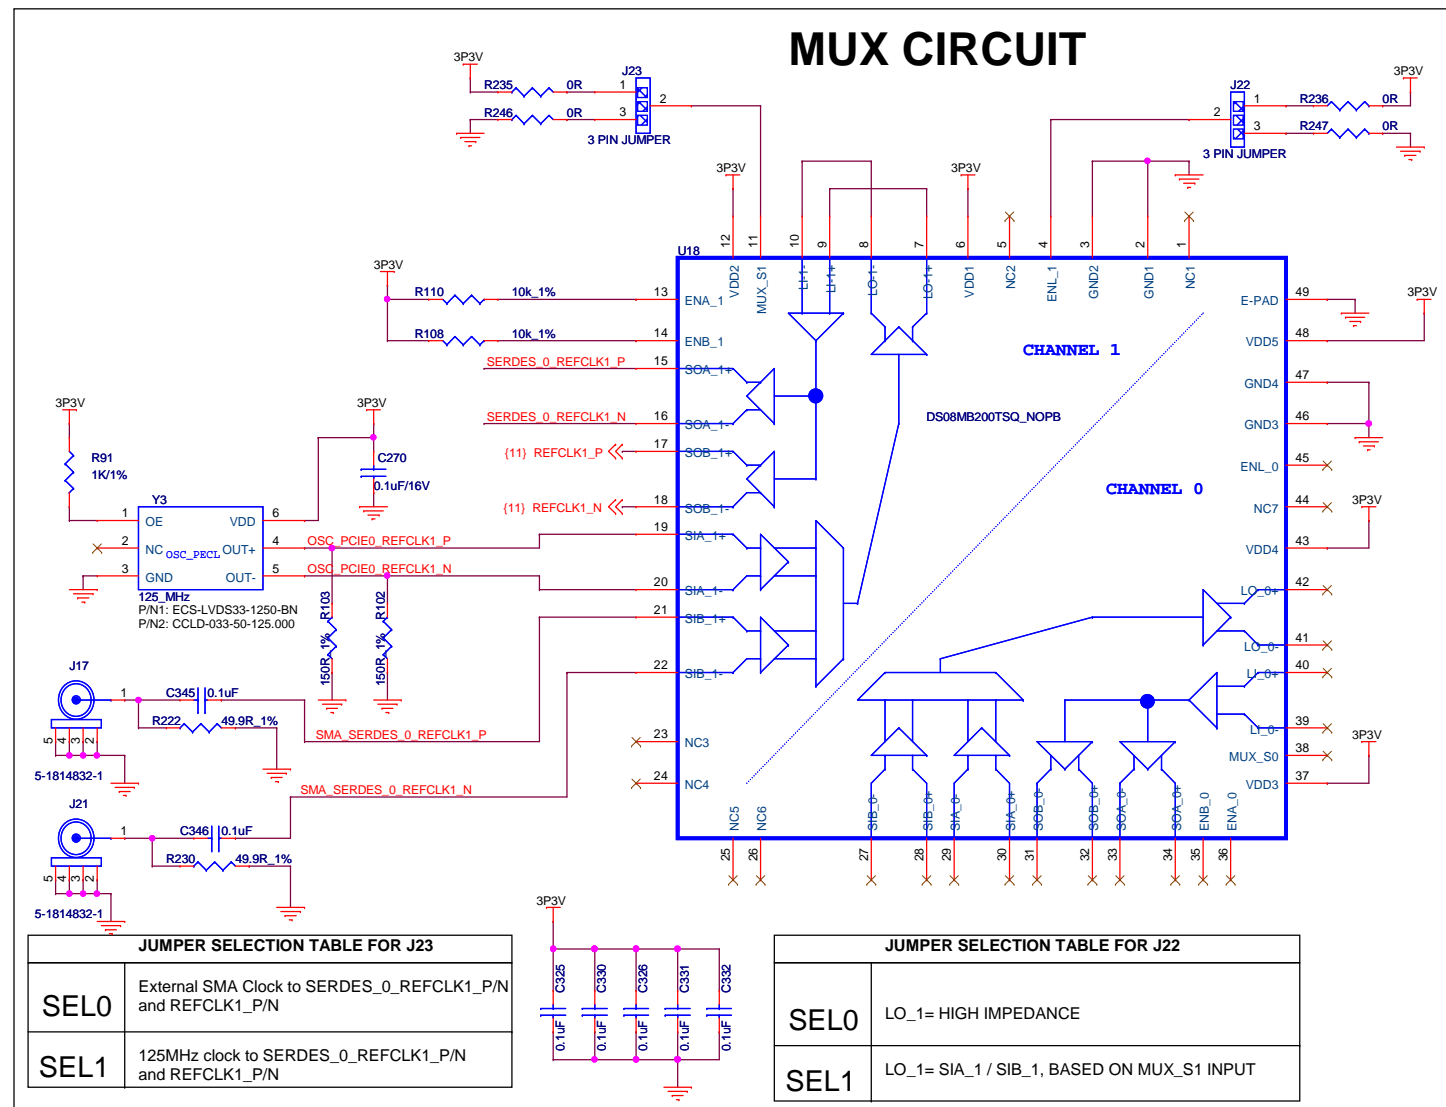 MUX CIRCUIT
3P3V
J23
R235 0R 1
R246 0R 3
2
3 PIN JUMPER
3P3V
J22
1 R236 0R
2
3 R247 0R
3 PIN JUMPER
3P3V
3P3V
12 11 10 9 8 7 6 5 4 3 2 1
U18
VDD2 MUX_S1 LI-1- LI-1+ LO-1- LO-1+ VDD1 NC2 ENL_1 GND2 GND1 NC1
3P3V
R110 10k_1% 13 ENA_1
R108 10k_1% 14 ENB_1
SERDES_0_REFCLK1_P 15 SOA_1+
SERDES_0_REFCLK1_N 16 SOA_1-
{11} REFCLK1_P 17 SOB_1+
{11} REFCLK1_N 18 SOB_1-
19 SIA_1+
20 SIA_1-
21 SIB_1+
22 SIB_1-
23 NC3
24 NC4
CHANNEL 1
DS08MB200TSQ_NOPB
CHANNEL 0
E-PAD 49
3P3V
VDD5 48
GND4 47
GND3 46
ENL_0 45
NC7 44
3P3V
VDD4 43
LO_0+ 42
LO_0- 41
LI_0+ 40
LI_0- 39
MUX_S0 38
3P3V
VDD3 37
NC5 NC6 SIB_0- SIB_0+ SIA_0- SIA_0+ SOB_0- SOB_0+ SOA_0- SOA_0+ ENB_0 ENA_0
25 26 27 28 29 30 31 32 33 34 35 36
3P3V
R91
1K/1%
3P3V
C270
0.1uF/16V
Y3
1 OE VDD 6
2 NC OSC_PECL OUT+ 4
3 GND OUT- 5
OSC_PCIE0_REFCLK1_P
OSC_PCIE0_REFCLK1_N
125_MHz
P/N1: ECS-LVDS33-1250-BN
P/N2: CCLD-033-50-125.000
R103
150R_1%
R102
150R_1%
J17
1
C345 0.1uF
R222 49.9R_1%
5 4 3 2
5-1814832-1
SMA_SERDES_0_REFCLK1_P
J21
1
C346 0.1uF
R230 49.9R_1%
5 4 3 2
5-1814832-1
SMA_SERDES_0_REFCLK1_N
3P3V
C325 C330 C326 C331 C332
0.1uF 0.1uF 0.1uF 0.1uF 0.1uF
JUMPER SELECTION TABLE FOR J23
SEL0
External SMA Clock to SERDES_0_REFCLK1_P/N
and REFCLK1_P/N
SEL1
125MHz clock to SERDES_0_REFCLK1_P/N
and REFCLK1_P/N
JUMPER SELECTION TABLE FOR J22
SEL0
LO_1= HIGH IMPEDANCE
SEL1
LO_1= SIA_1 / SIB_1, BASED ON MUX_S1 INPUT